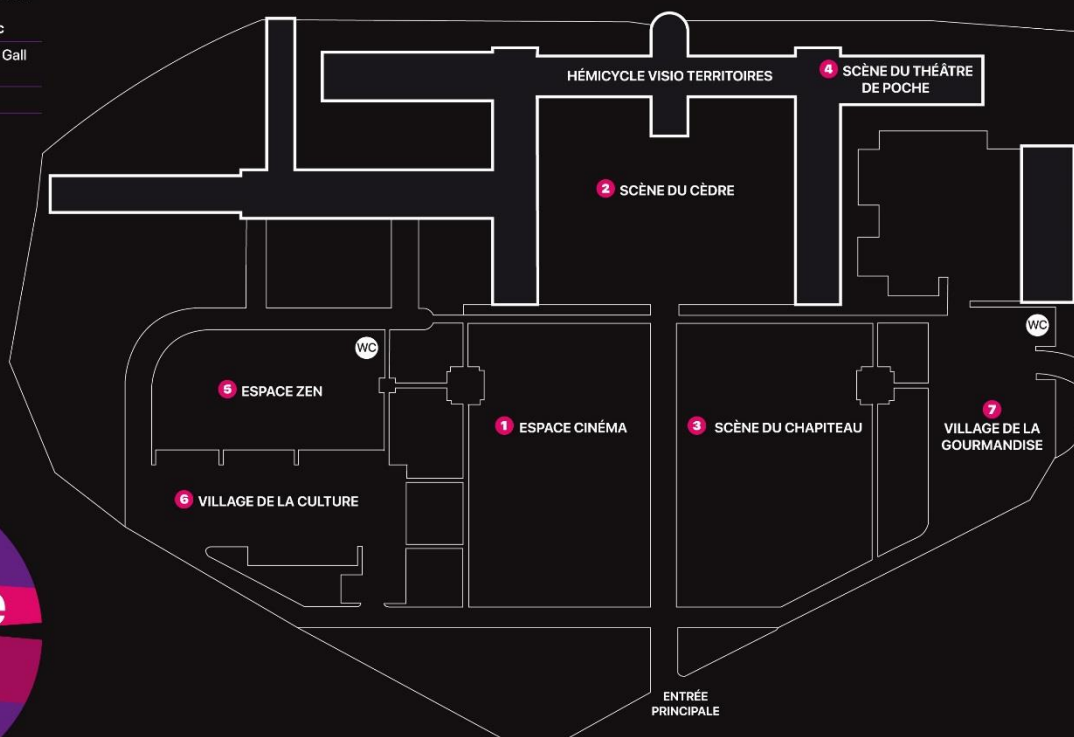 c
Gall
HÉMICYCLE VISIO TERRITOIRES
4 SCÈNE DU THÉÂTRE
DE POCHE
2 SCÈNE DU CÈDRE
WC
WC
5 ESPACE ZEN
1 ESPACE CINÉMA
3 SCÈNE DU CHAPITEAU
7
VILLAGE DE LA
GOURMANDISE
6 VILLAGE DE LA CULTURE
e
ENTRÉE
PRINCIPALE